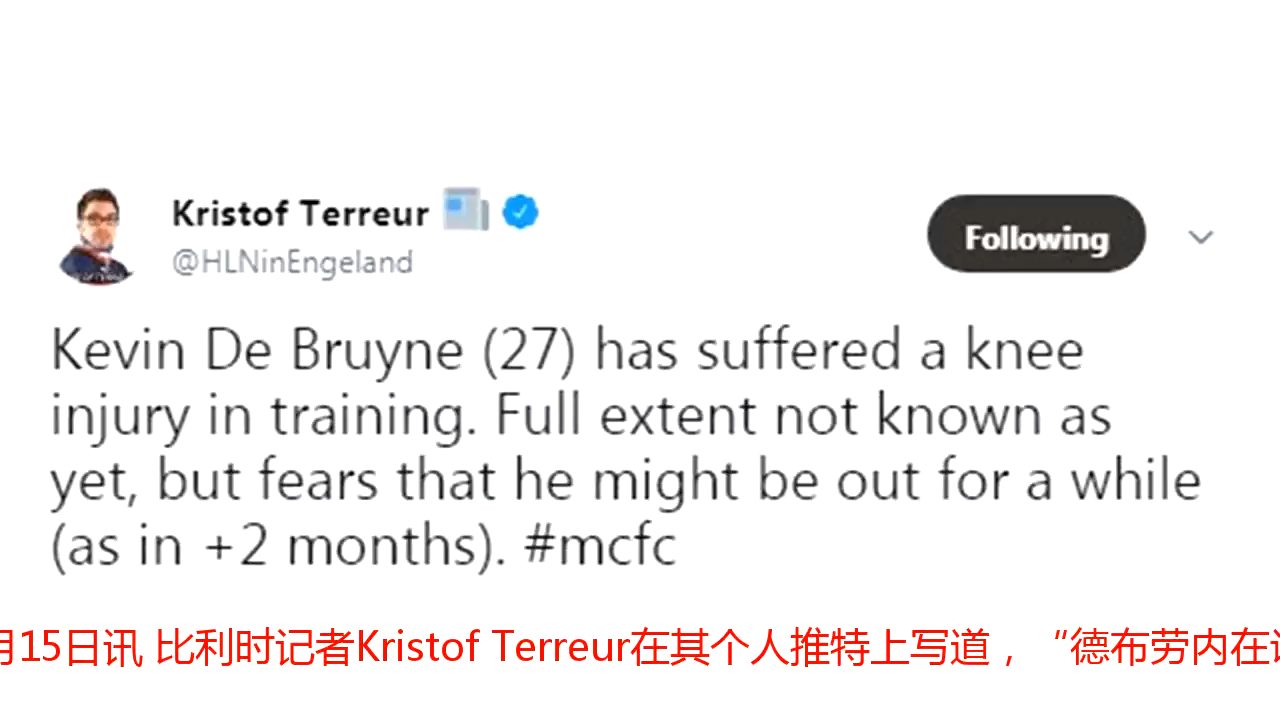 Kristof Terreur
@HLNinEngeland
Following
Kevin De Bruyne (27) has suffered a knee
injury in training. Full extent not known as
yet, but fears that he might be out for a while
(as in +2 months). #mcfc
月15日讯 比利时记者Kristof Terreur在其个人推特上写道，“德布劳内在